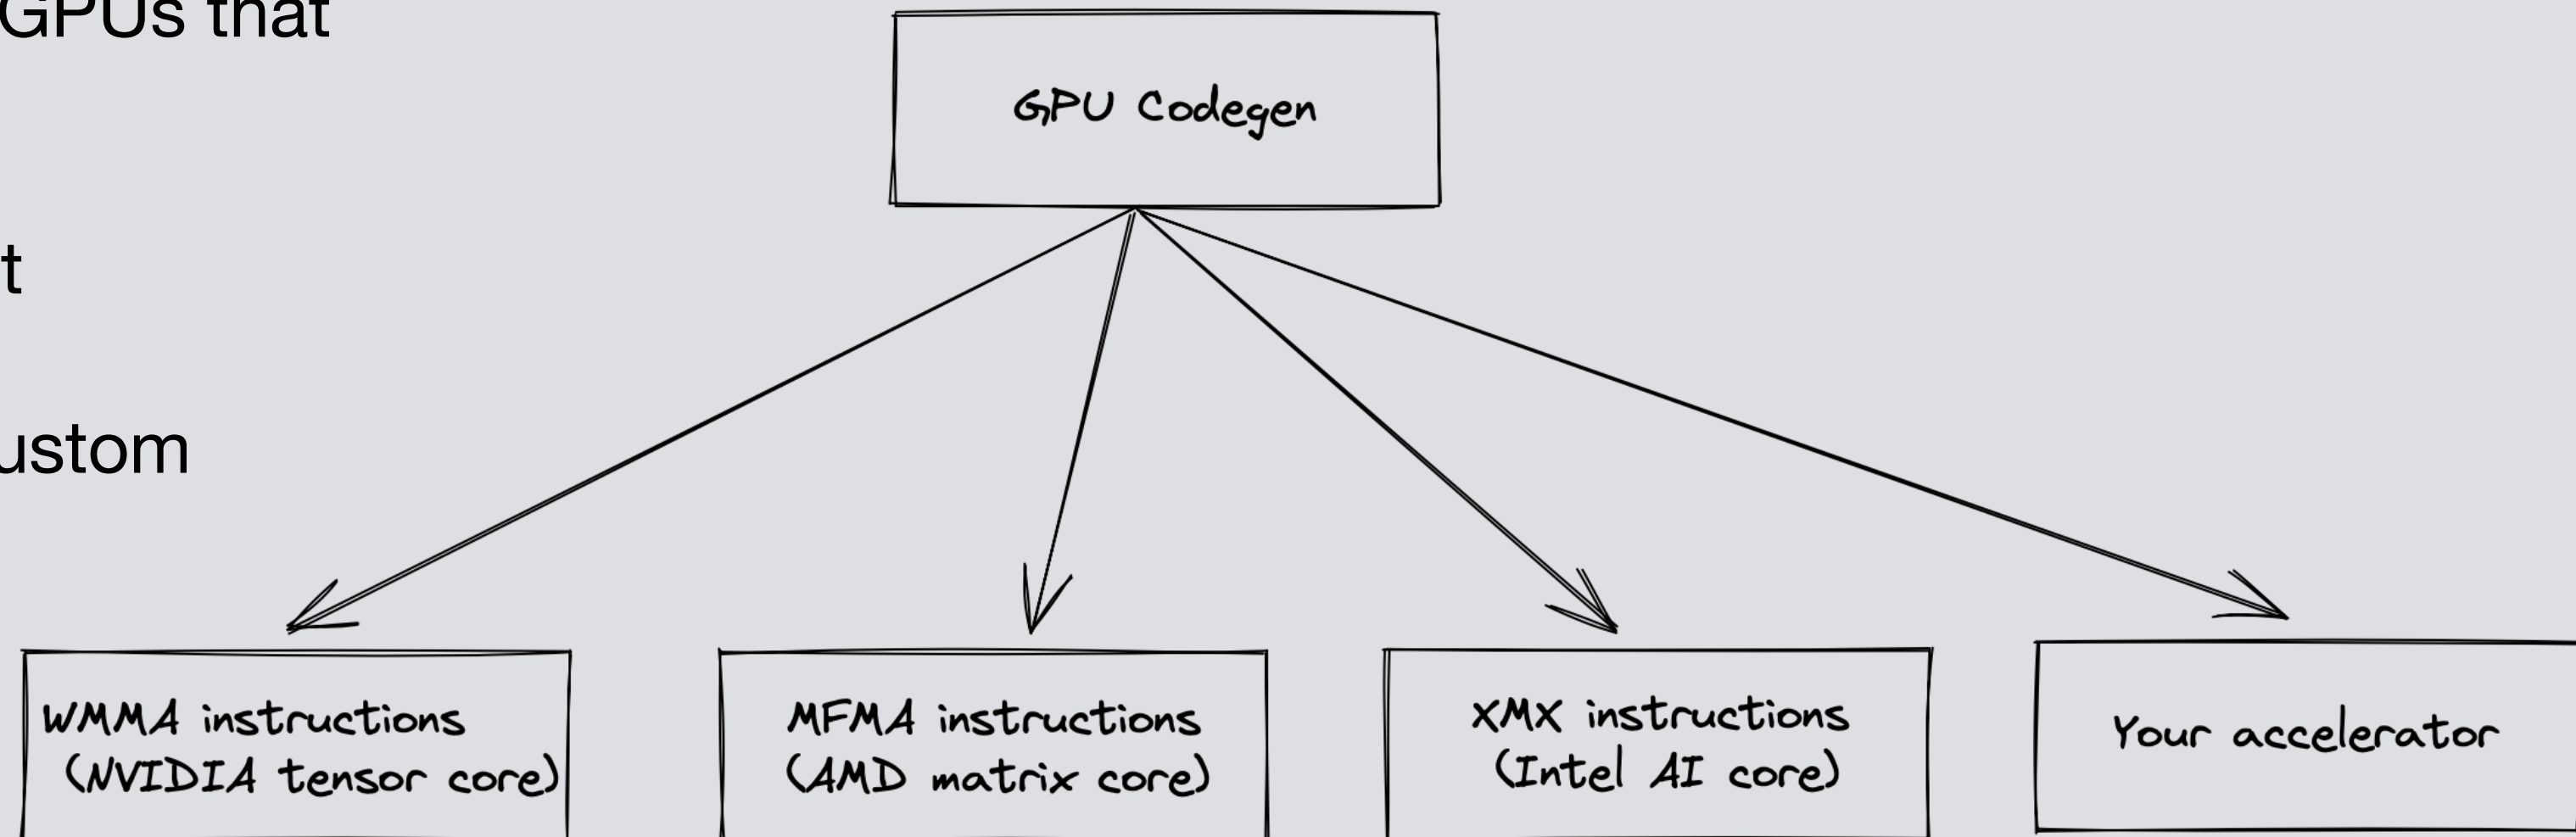 GPUs that
GPU Codegen
t
ustom
WMMA instructions
(NVIDIA tensor core)
MFMA instructions
(AMD matrix core)
XMX instructions
(Intel AI core)
Your accelerator